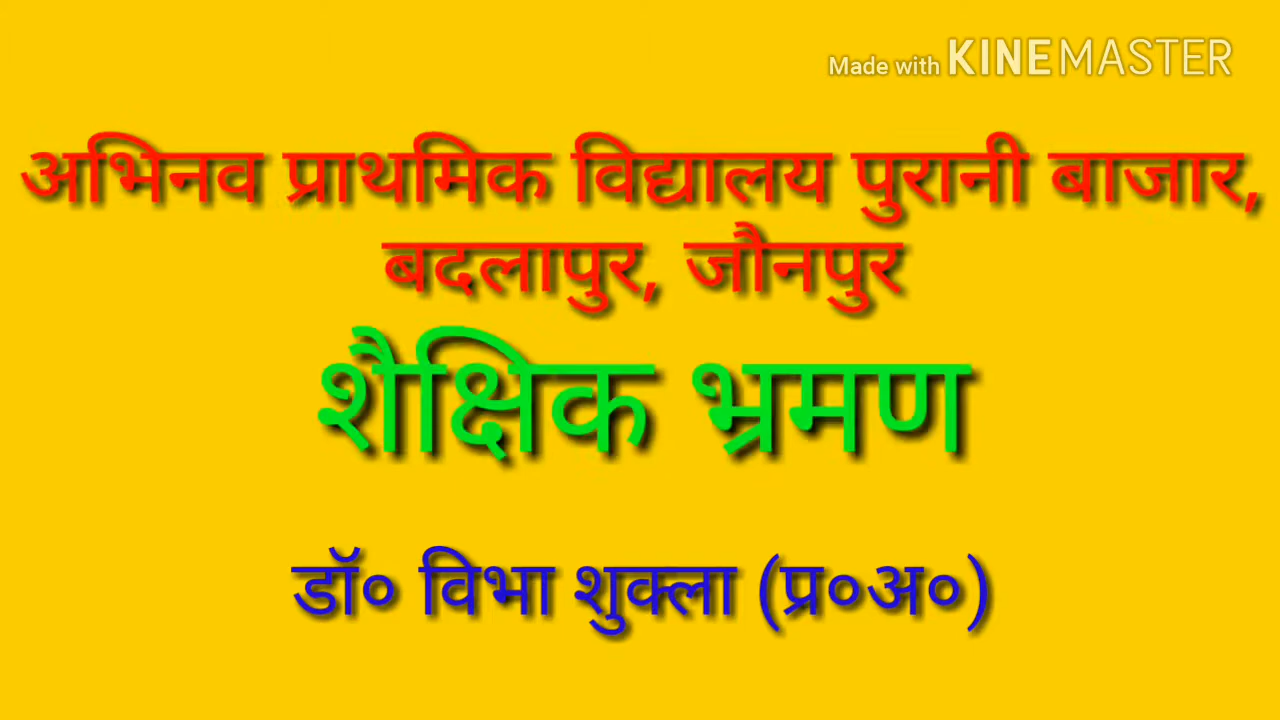 Made with KINEMASTER
अभिनव प्राथमिक विद्यालय पुरानी बाजार,
बदलापुर, जौनपुर
शैक्षिक भ्रमण
डॉ० विभा शुक्ला (प्र०अ०)